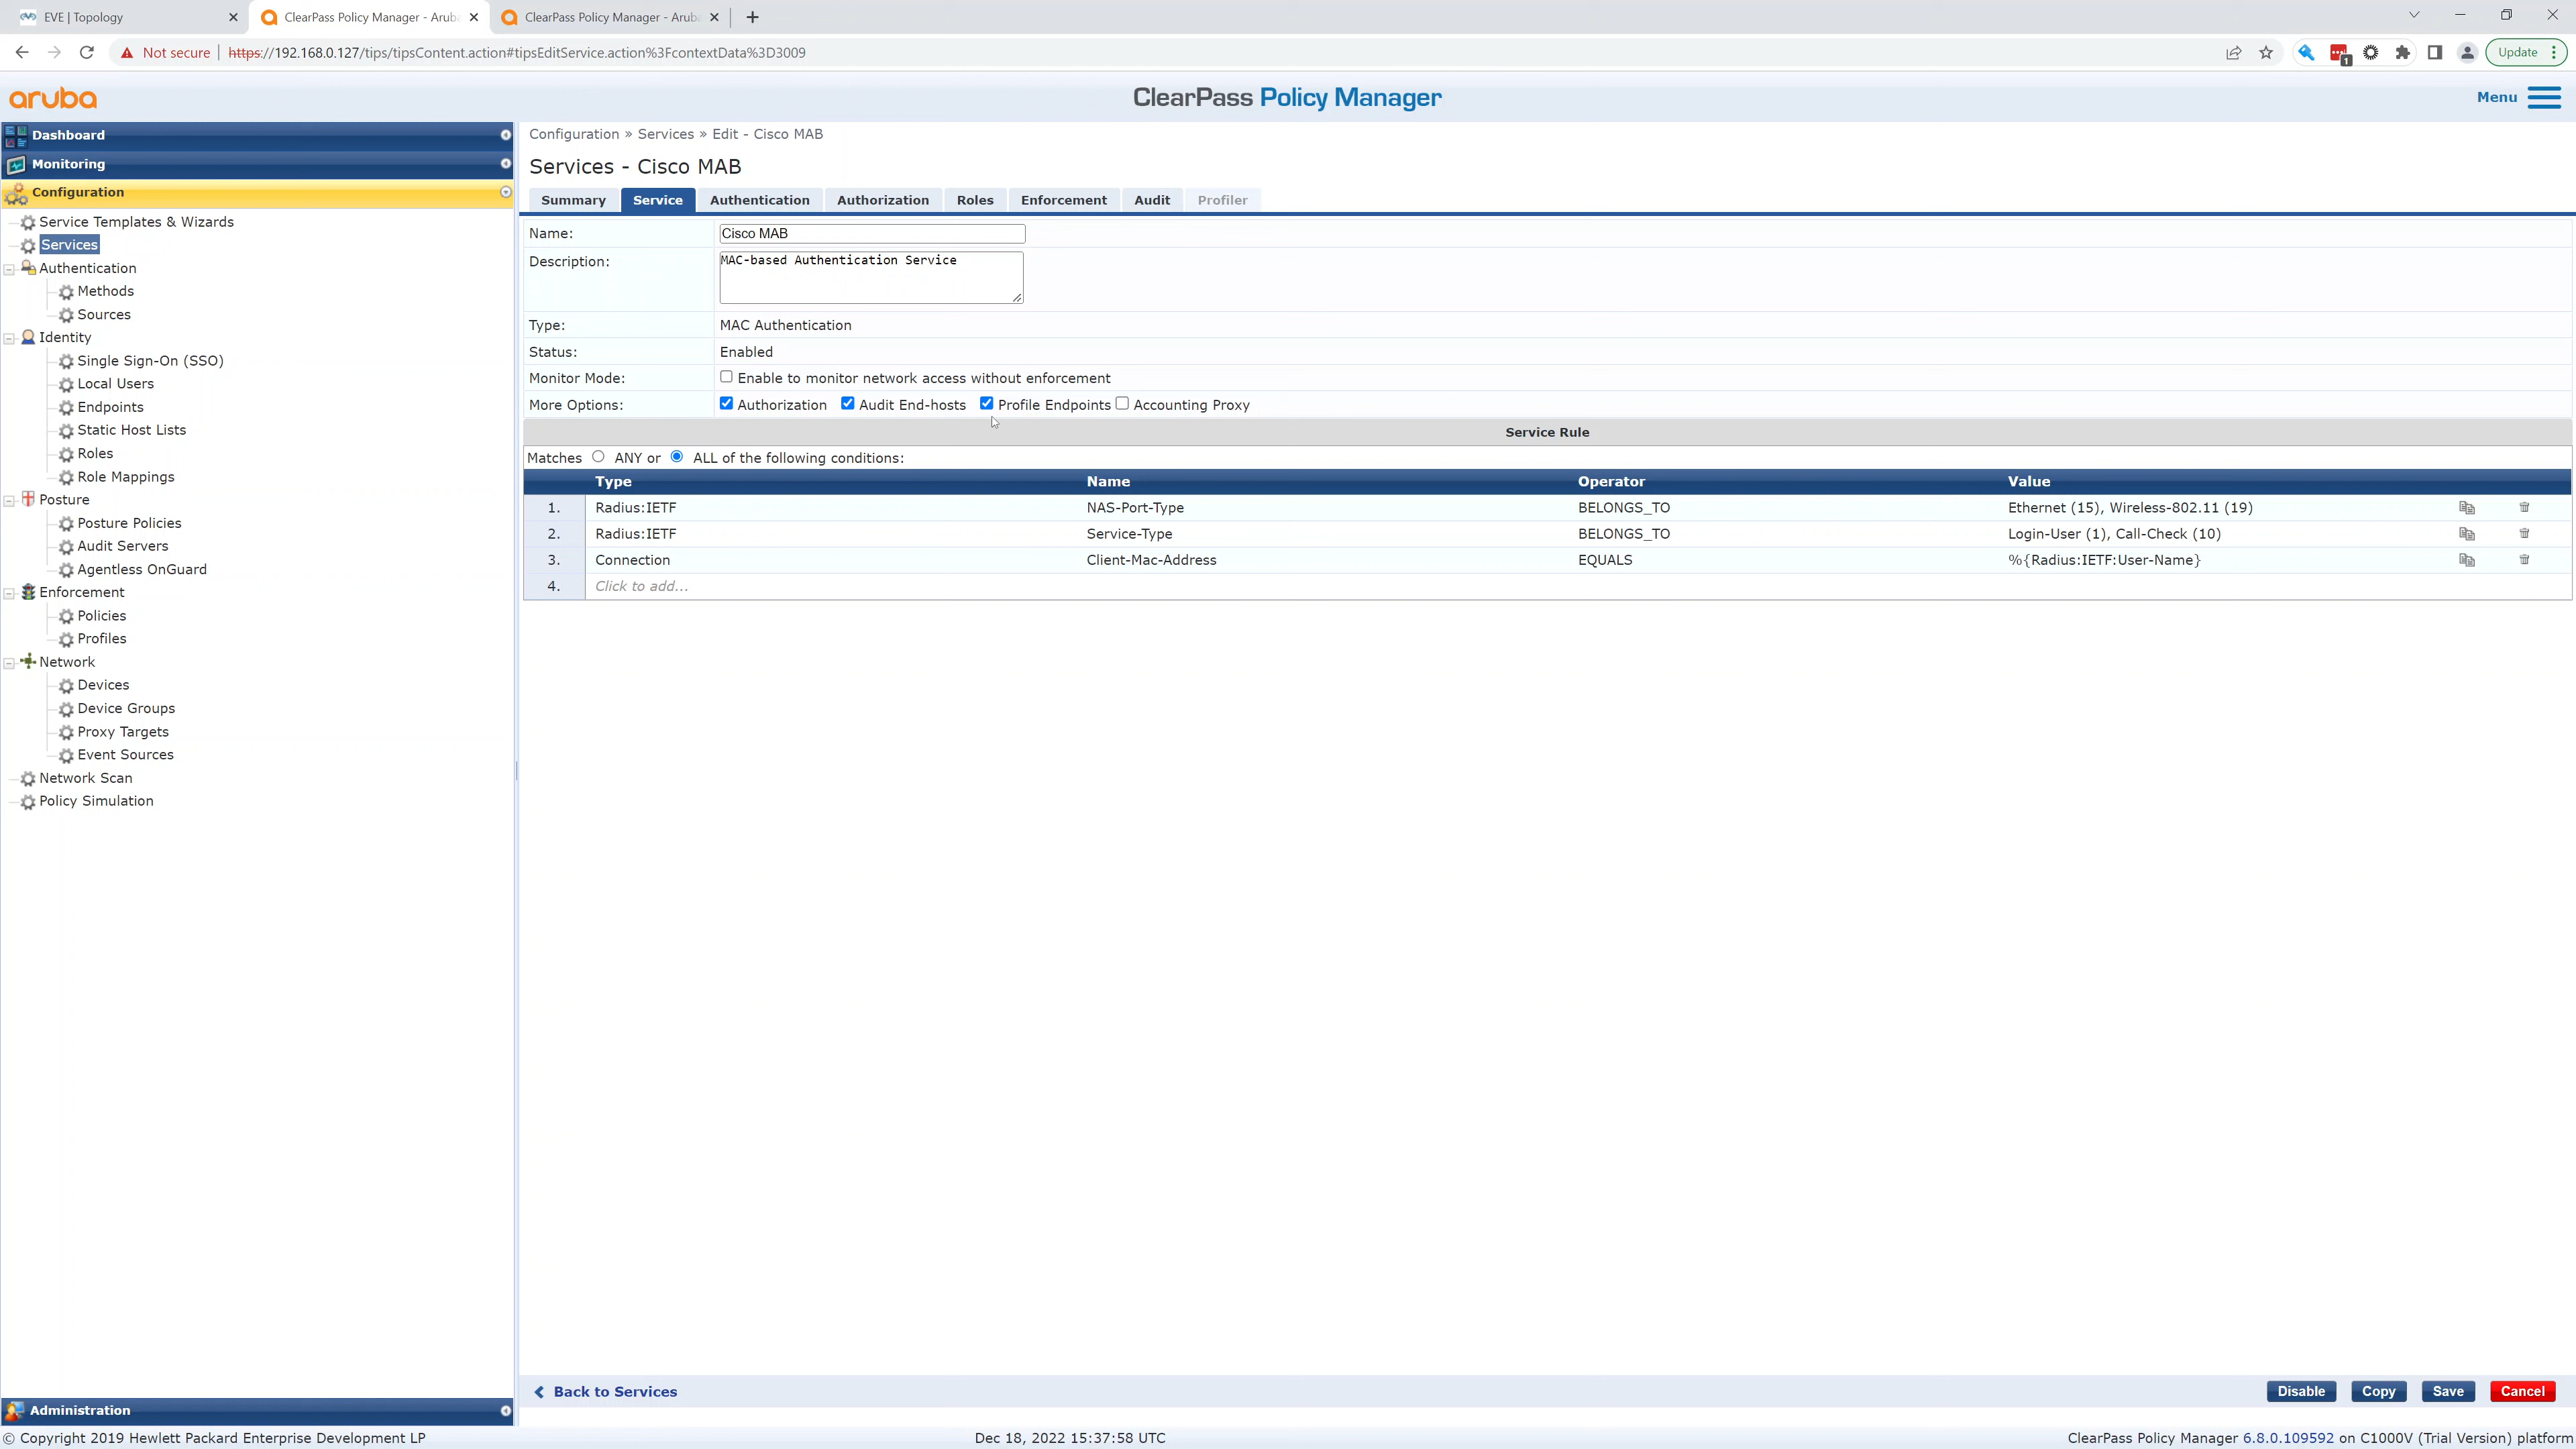 EVE | Topology
ClearPass Policy Manager - Aruba
ClearPass Policy Manager - Aruba
Not secure | https://192.168.0.127/tips/tipsContent.action#tipsEditService.action%3FcontextData%3D3009
1
Update
aruba
ClearPass Policy Manager
Menu
Dashboard
Monitoring
Configuration
Service Templates & Wizards
Services
Authentication
Methods
Sources
Identity
Single Sign-On (SSO)
Local Users
Endpoints
Static Host Lists
Roles
Role Mappings
Posture
Posture Policies
Audit Servers
Agentless OnGuard
Enforcement
Policies
Profiles
Network
Devices
Device Groups
Proxy Targets
Event Sources
Network Scan
Policy Simulation
Administration
Configuration » Services » Edit - Cisco MAB
Services - Cisco MAB
Summary Service Authentication Authorization Roles Enforcement Audit Profiler
Name: Cisco MAB
Description: MAC-based Authentication Service
Type: MAC Authentication
Status: Enabled
Monitor Mode: Enable to monitor network access without enforcement
More Options: Authorization Audit End-hosts Profile Endpoints Accounting Proxy
Service Rule
Matches ANY or ALL of the following conditions:
Type Name Operator Value
1. Radius:IETF NAS-Port-Type BELONGS_TO Ethernet (15), Wireless-802.11 (19)
2. Radius:IETF Service-Type BELONGS_TO Login-User (1), Call-Check (10)
3. Connection Client-Mac-Address EQUALS %{Radius:IETF:User-Name}
4. Click to add...
Back to Services
Disable Copy Save Cancel
© Copyright 2019 Hewlett Packard Enterprise Development LP
Dec 18, 2022 15:37:58 UTC
ClearPass Policy Manager 6.8.0.109592 on C1000V (Trial Version) platform